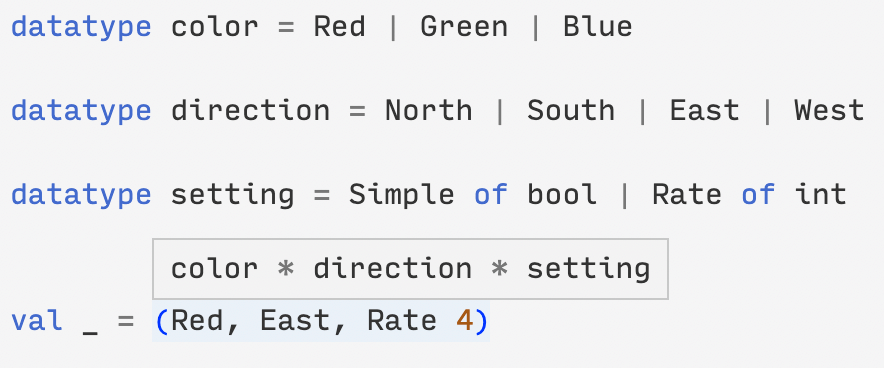 datatype color = Red | Green | Blue
datatype direction = North | South | East | West
datatype setting = Simple of bool | Rate of int
color * direction * setting
val _ = (Red, East, Rate 4)